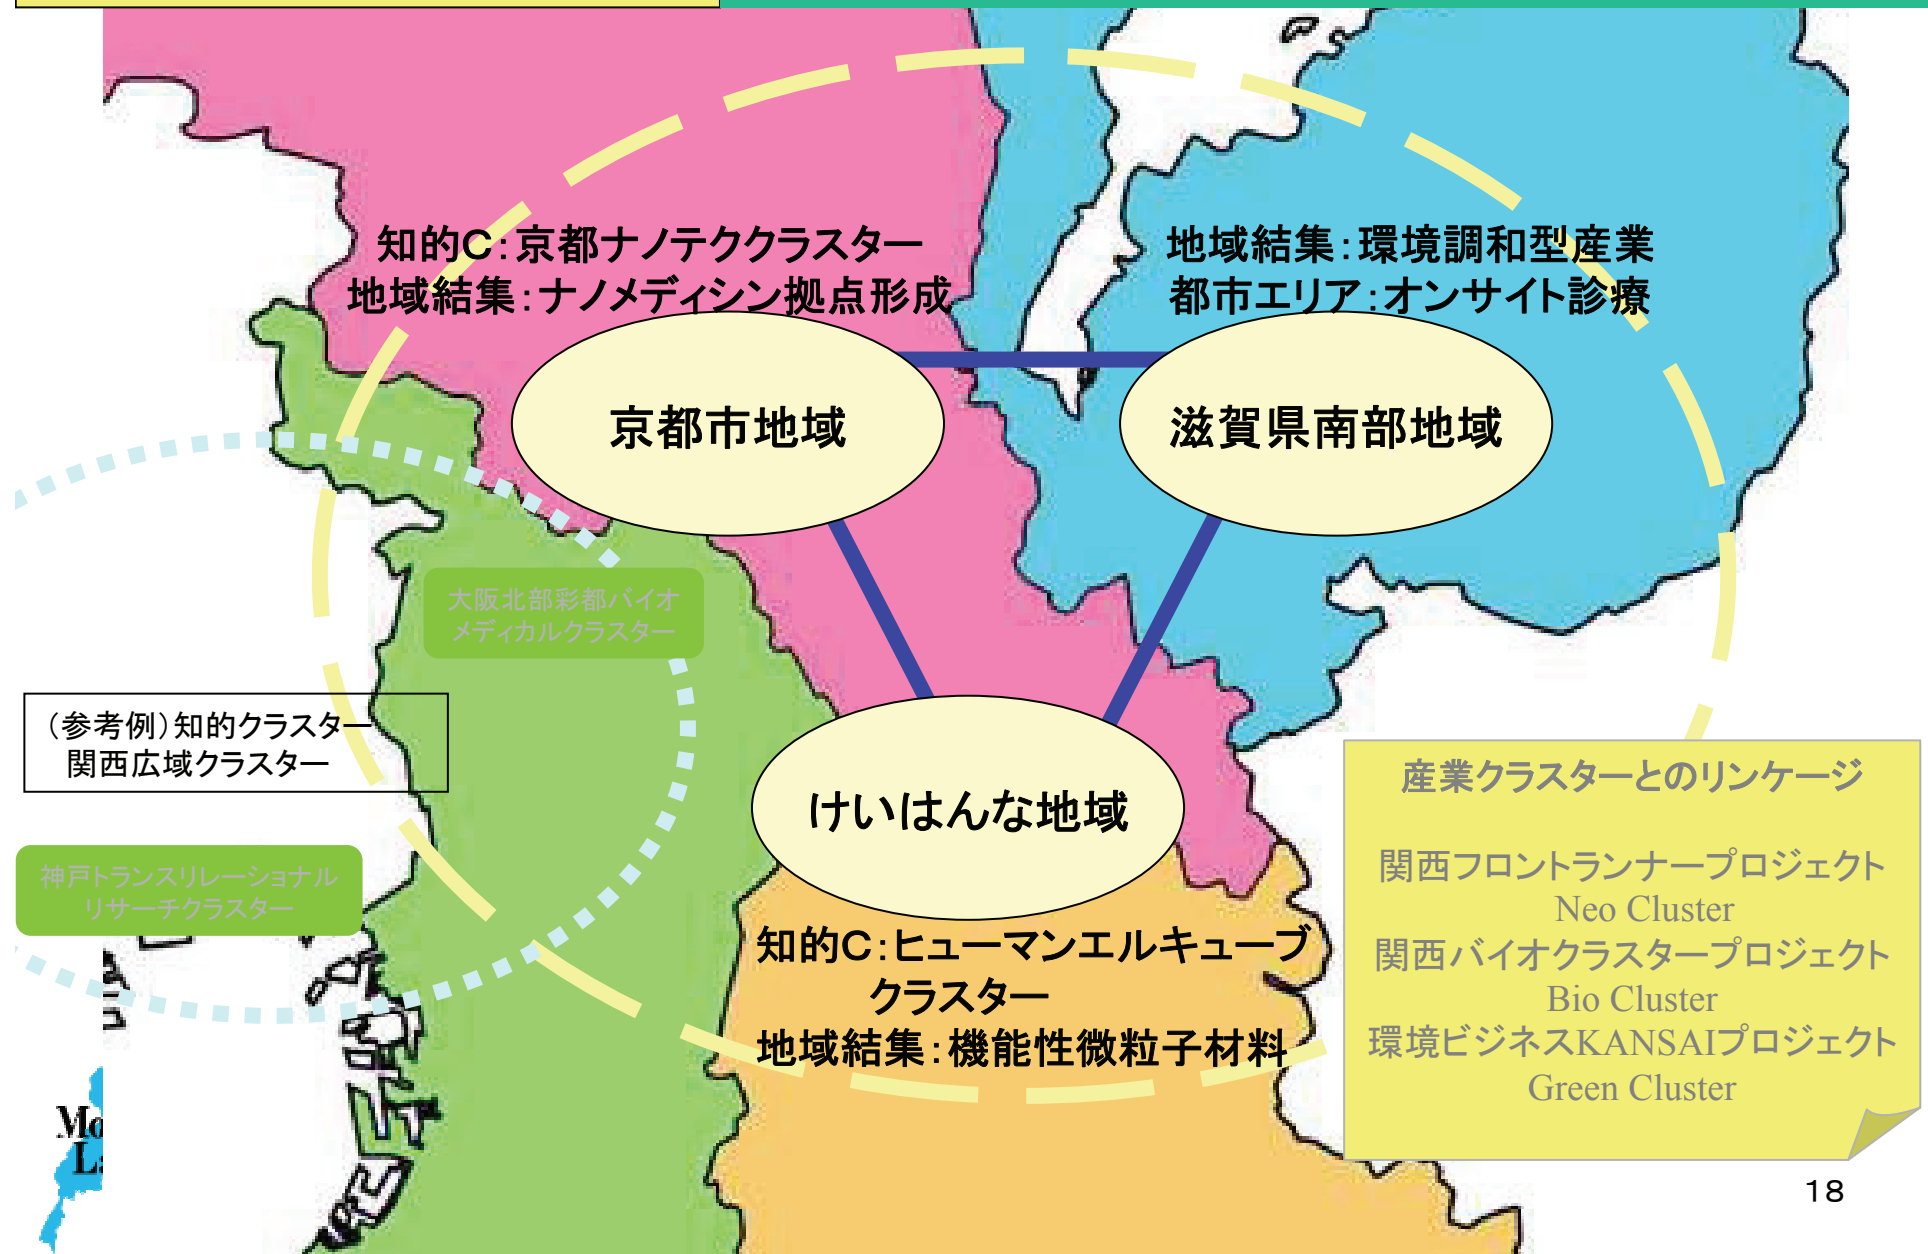 知的C：京都ナノテククラスター
地域結集：ナノメディシン拠点形成
地域結集：環境調和型産業
都市エリア：オンサイト診療
京都市地域
滋賀県南部地域
大阪北部彩都バイオ
メディカルクラスター
（参考例）知的クラスター
関西広域クラスター
けいはんな地域
神戸トランスリレーショナル
リサーチクラスター
知的C：ヒューマンエルキューブ
クラスター
地域結集：機能性微粒子材料
産業クラスターとのリンケージ
関西フロントランナープロジェクト
Neo Cluster
関西バイオクラスタープロジェクト
Bio Cluster
環境ビジネスKANSAIプロジェクト
Green Cluster
18